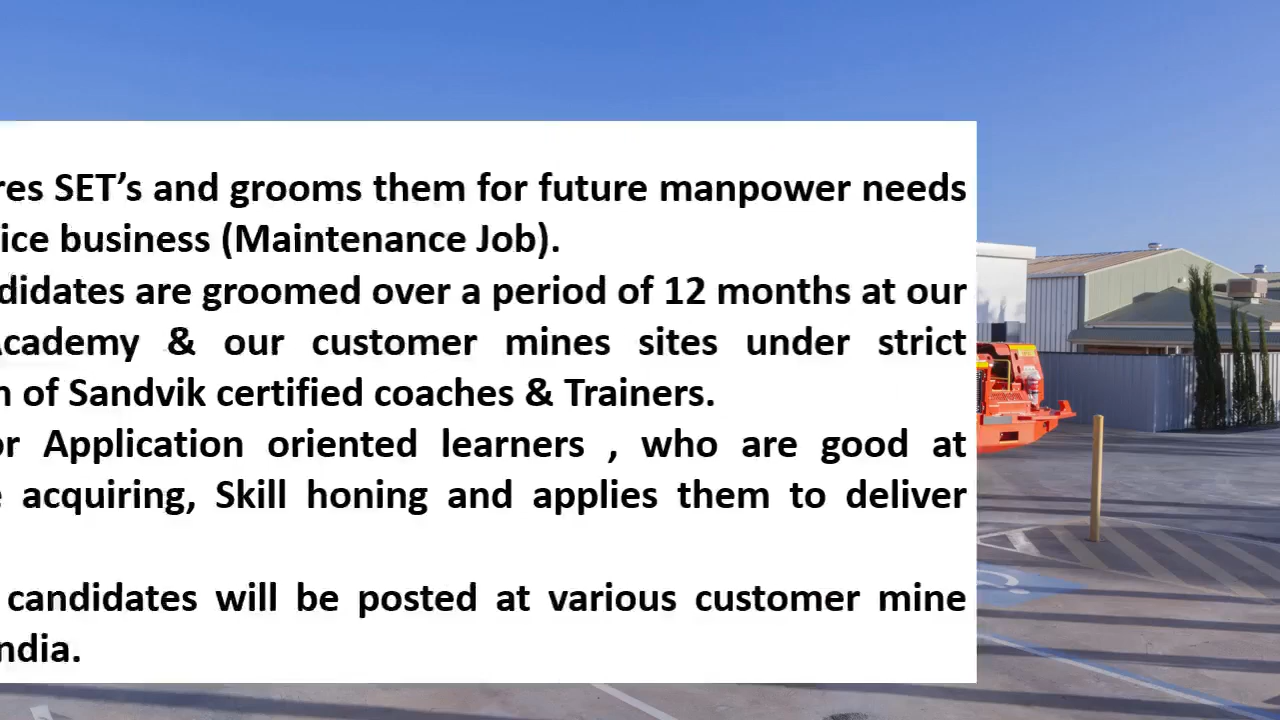 res SET’s and grooms them for future manpower needs
ice business (Maintenance Job).
didates are groomed over a period of 12 months at our
Academy & our customer mines sites under strict
n of Sandvik certified coaches & Trainers.
or Application oriented learners , who are good at
e acquiring, Skill honing and applies them to deliver
candidates will be posted at various customer mine
ndia.